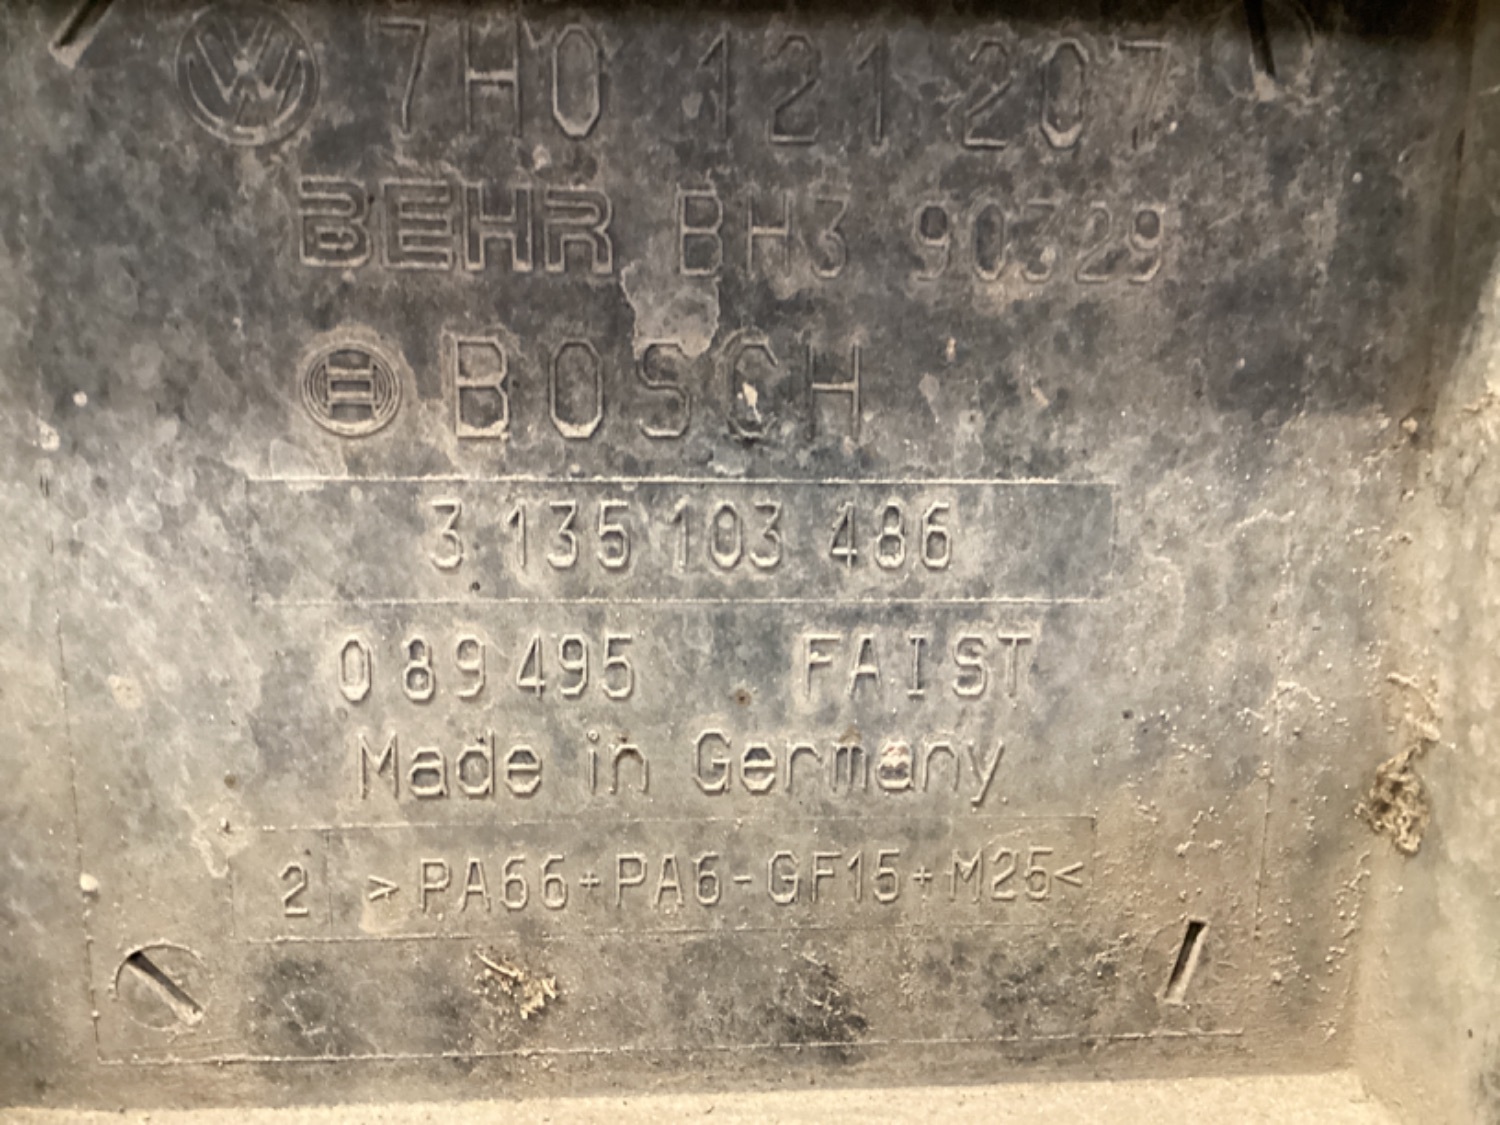 VW 7H0 121 207
BEHR BH3 90329
BOSCH
3 135 103 486
0 89 495 FAIST
Made in Germany
2 >PA66+PA6-GF15+M25<